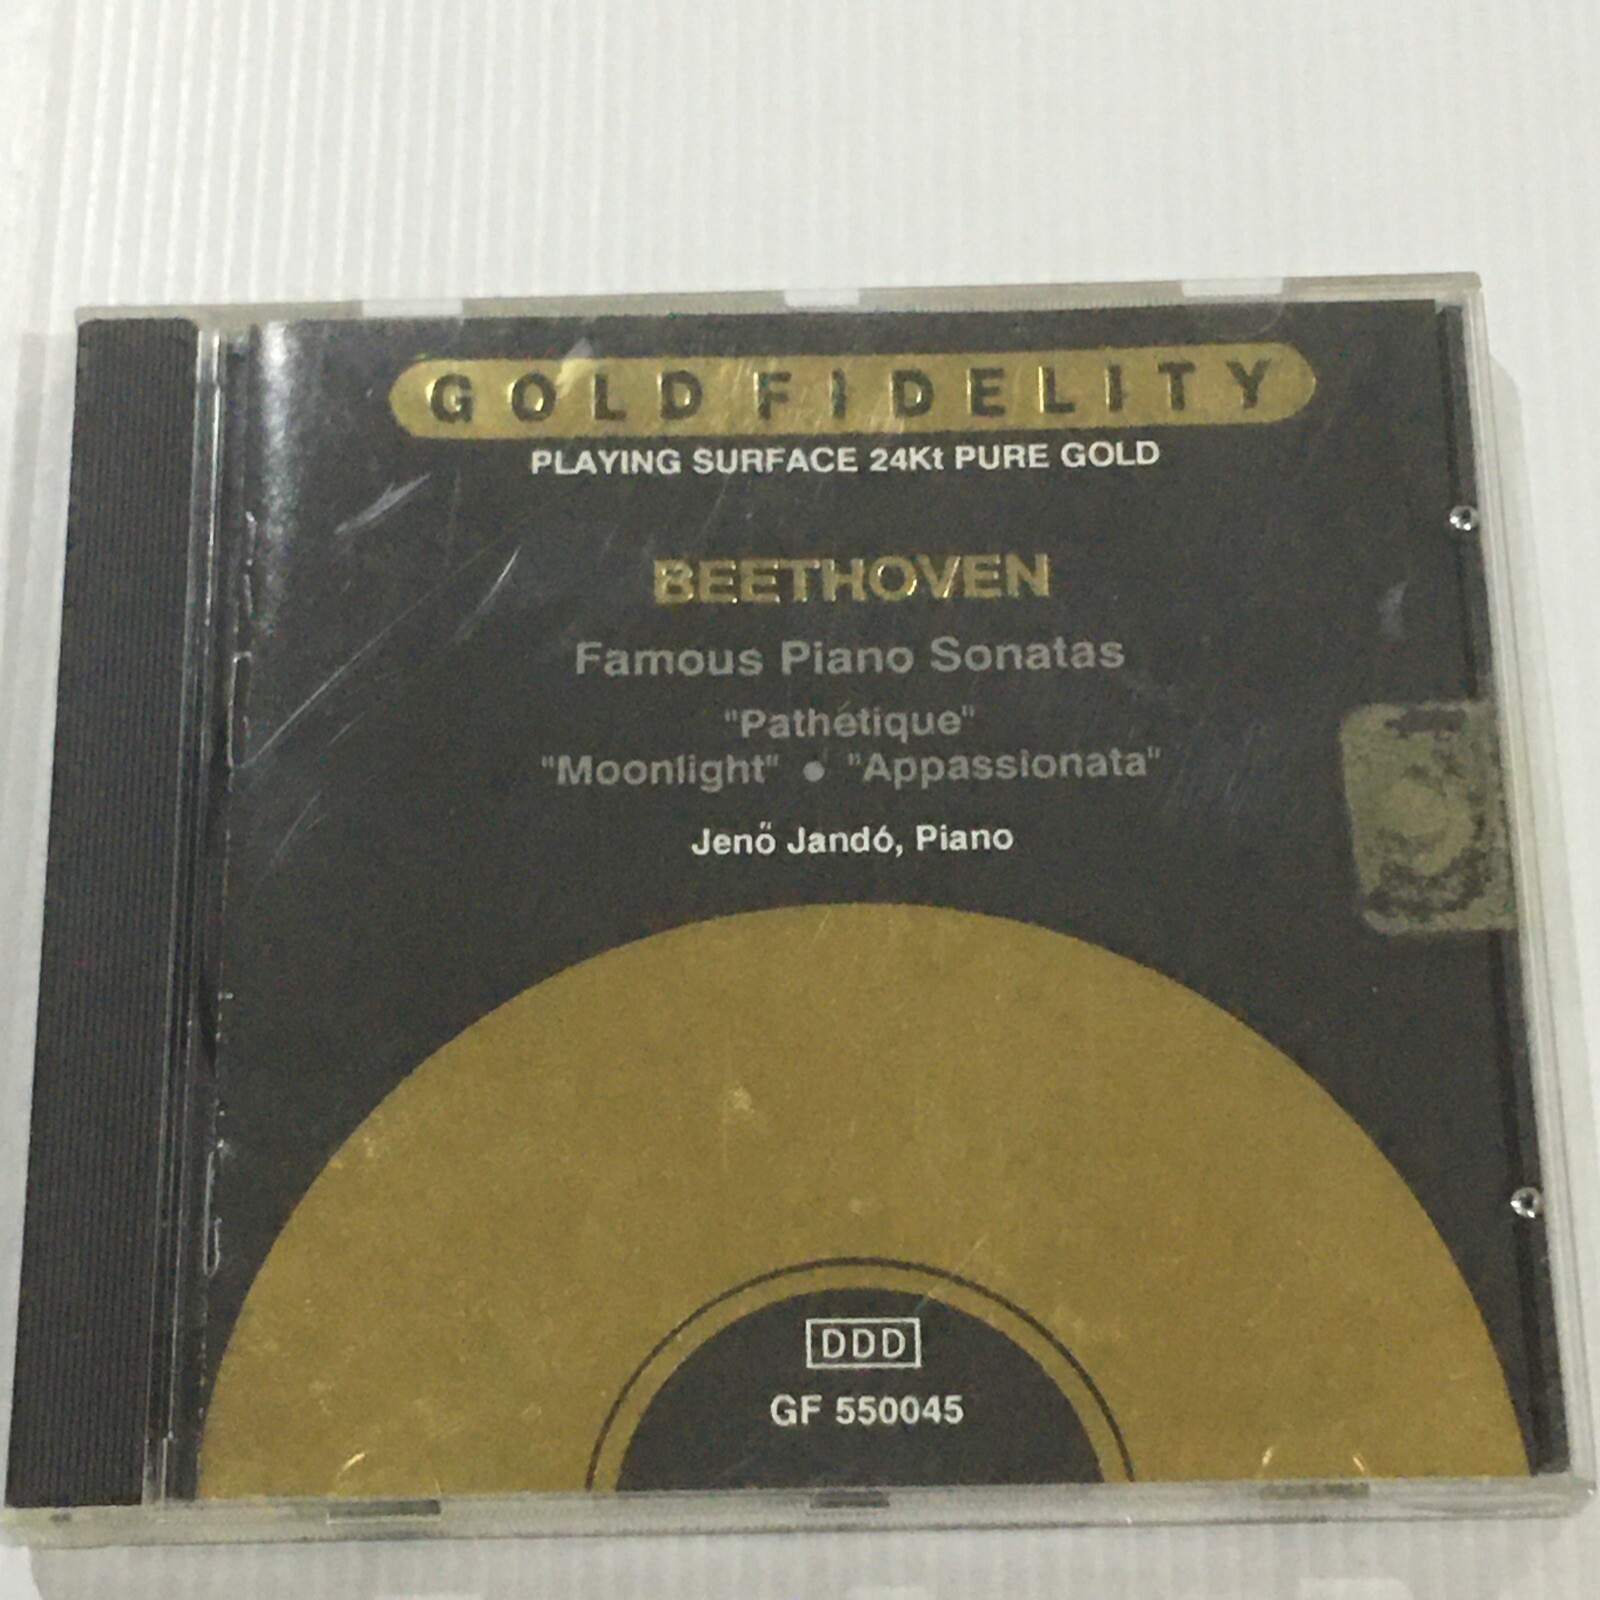 GOLD FIDELITY
PLAYING SURFACE 24Kt PURE GOLD
BEETHOVEN
Famous Piano Sonatas
"Pathétique"
"Moonlight" • "Appassionata"
Jenő Jandó, Piano
DDD
GF 550045